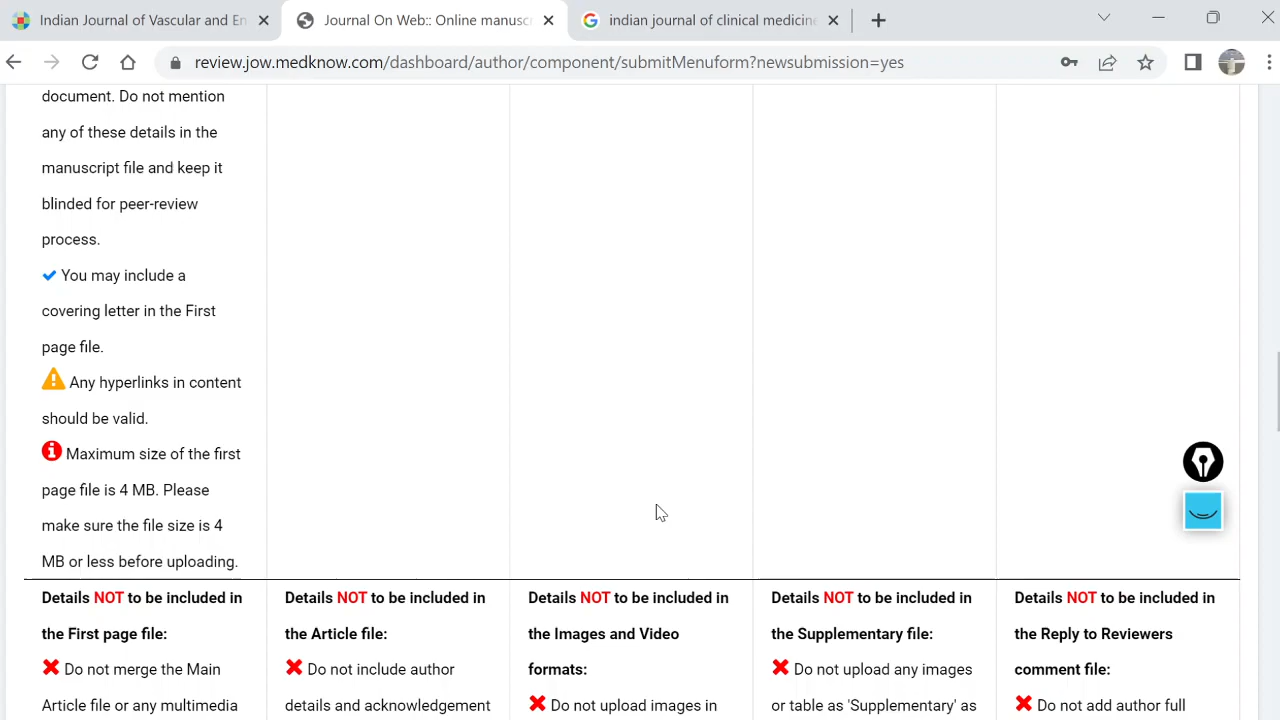 Indian Journal of Vascular and En
Journal On Web:: Online manusc
indian journal of clinical medicine
review.jow.medknow.com/dashboard/author/component/submitMenuform?newsubmission=yes
document. Do not mention
any of these details in the
manuscript file and keep it
blinded for peer-review
process.
You may include a
covering letter in the First
page file.
Any hyperlinks in content
should be valid.
Maximum size of the first
page file is 4 MB. Please
make sure the file size is 4
MB or less before uploading.
Details NOT to be included in
the First page file:
Do not merge the Main
Article file or any multimedia
Details NOT to be included in
the Article file:
Do not include author
details and acknowledgement
Details NOT to be included in
the Images and Video
formats:
Do not upload images in
Details NOT to be included in
the Supplementary file:
Do not upload any images
or table as 'Supplementary' as
Details NOT to be included in
the Reply to Reviewers
comment file:
Do not add author full